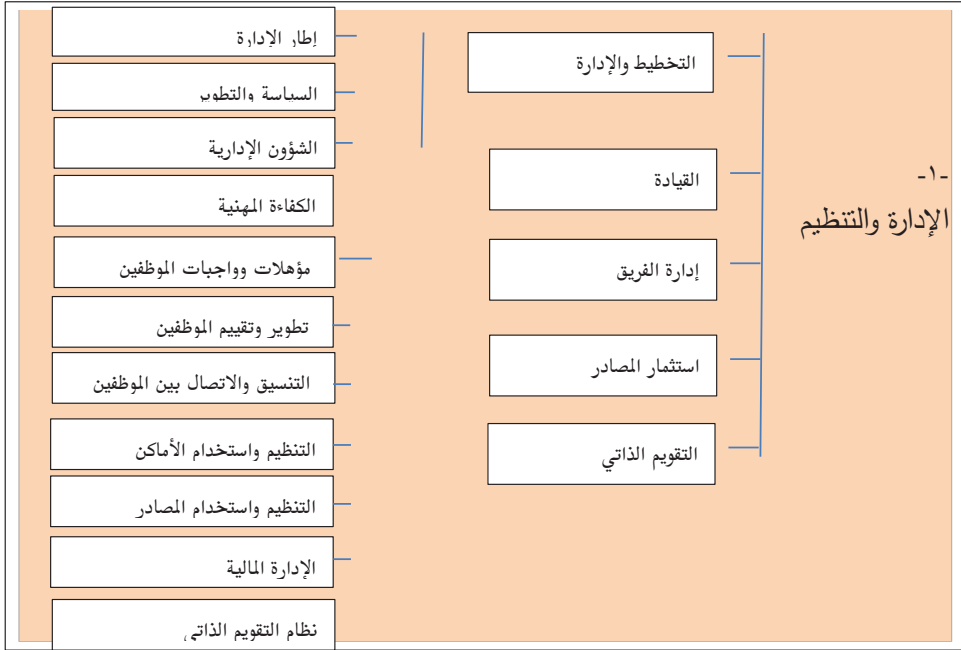 -١-
الإدارة والتنظيم
التخطيط والإدارة
القيادة
إدارة الفريق
استثمار المصادر
التقويم الذاتي
إطار الإدارة
السياسة والتطوير
الشؤون الإدارية
الكفاءة المهنية
مؤهلات وواجبات الموظفين
تطوير وتقييم الموظفين
التنسيق والاتصال بين الموظفين
التنظيم واستخدام الأماكن
التنظيم واستخدام المصادر
الإدارة المالية
نظام التقويم الذاتي